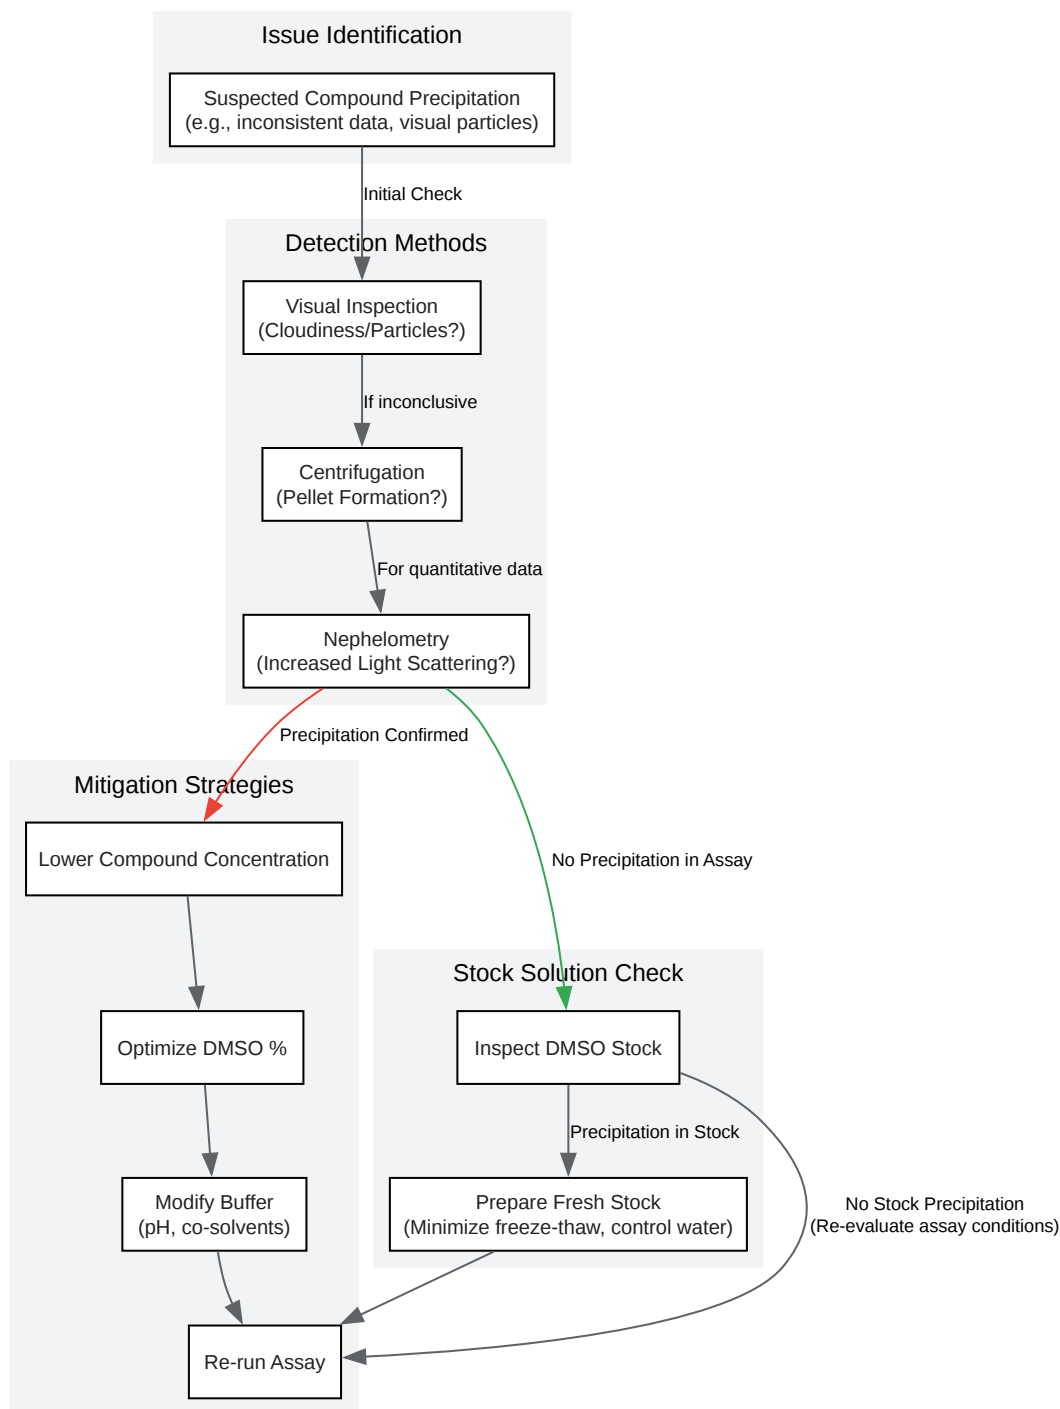 Issue Identification
Suspected Compound Precipitation
(e.g., inconsistent data, visual particles)
Initial Check
Detection Methods
Visual Inspection
(Cloudiness/Particles?)
If inconclusive
Centrifugation
(Pellet Formation?)
For quantitative data
Nephelometry
(Increased Light Scattering?)
Precipitation Confirmed
Mitigation Strategies
Lower Compound Concentration
No Precipitation in Assay
Stock Solution Check
Optimize DMSO %
Inspect DMSO Stock
Precipitation in Stock
Modify Buffer
(pH, co-solvents)
Prepare Fresh Stock
(Minimize freeze-thaw, control water)
No Stock Precipitation
(Re-evaluate assay conditions)
Re-run Assay